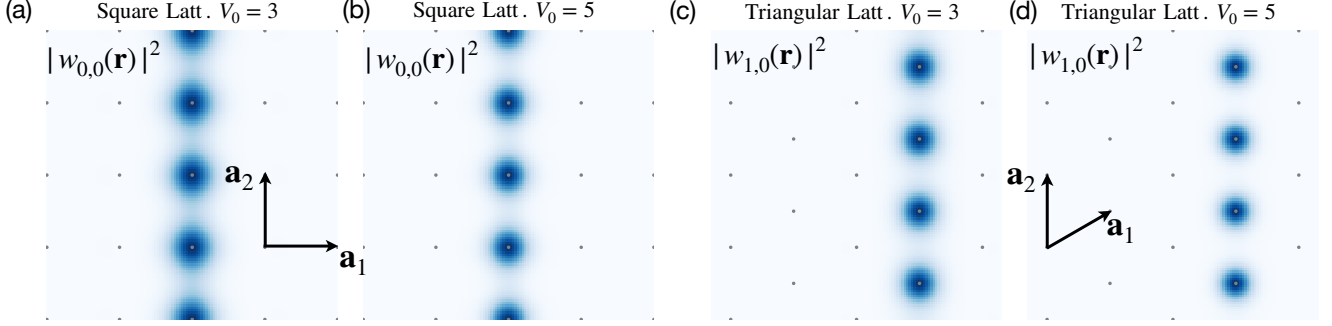 (a) Square Latt. V₀ = 3
|w₀,₀(r)|²
a₂
a₁
(b) Square Latt. V₀ = 5
|w₀,₀(r)|²
(c) Triangular Latt. V₀ = 3
|w₁,₀(r)|²
(d) Triangular Latt. V₀ = 5
|w₁,₀(r)|²
a₂
a₁